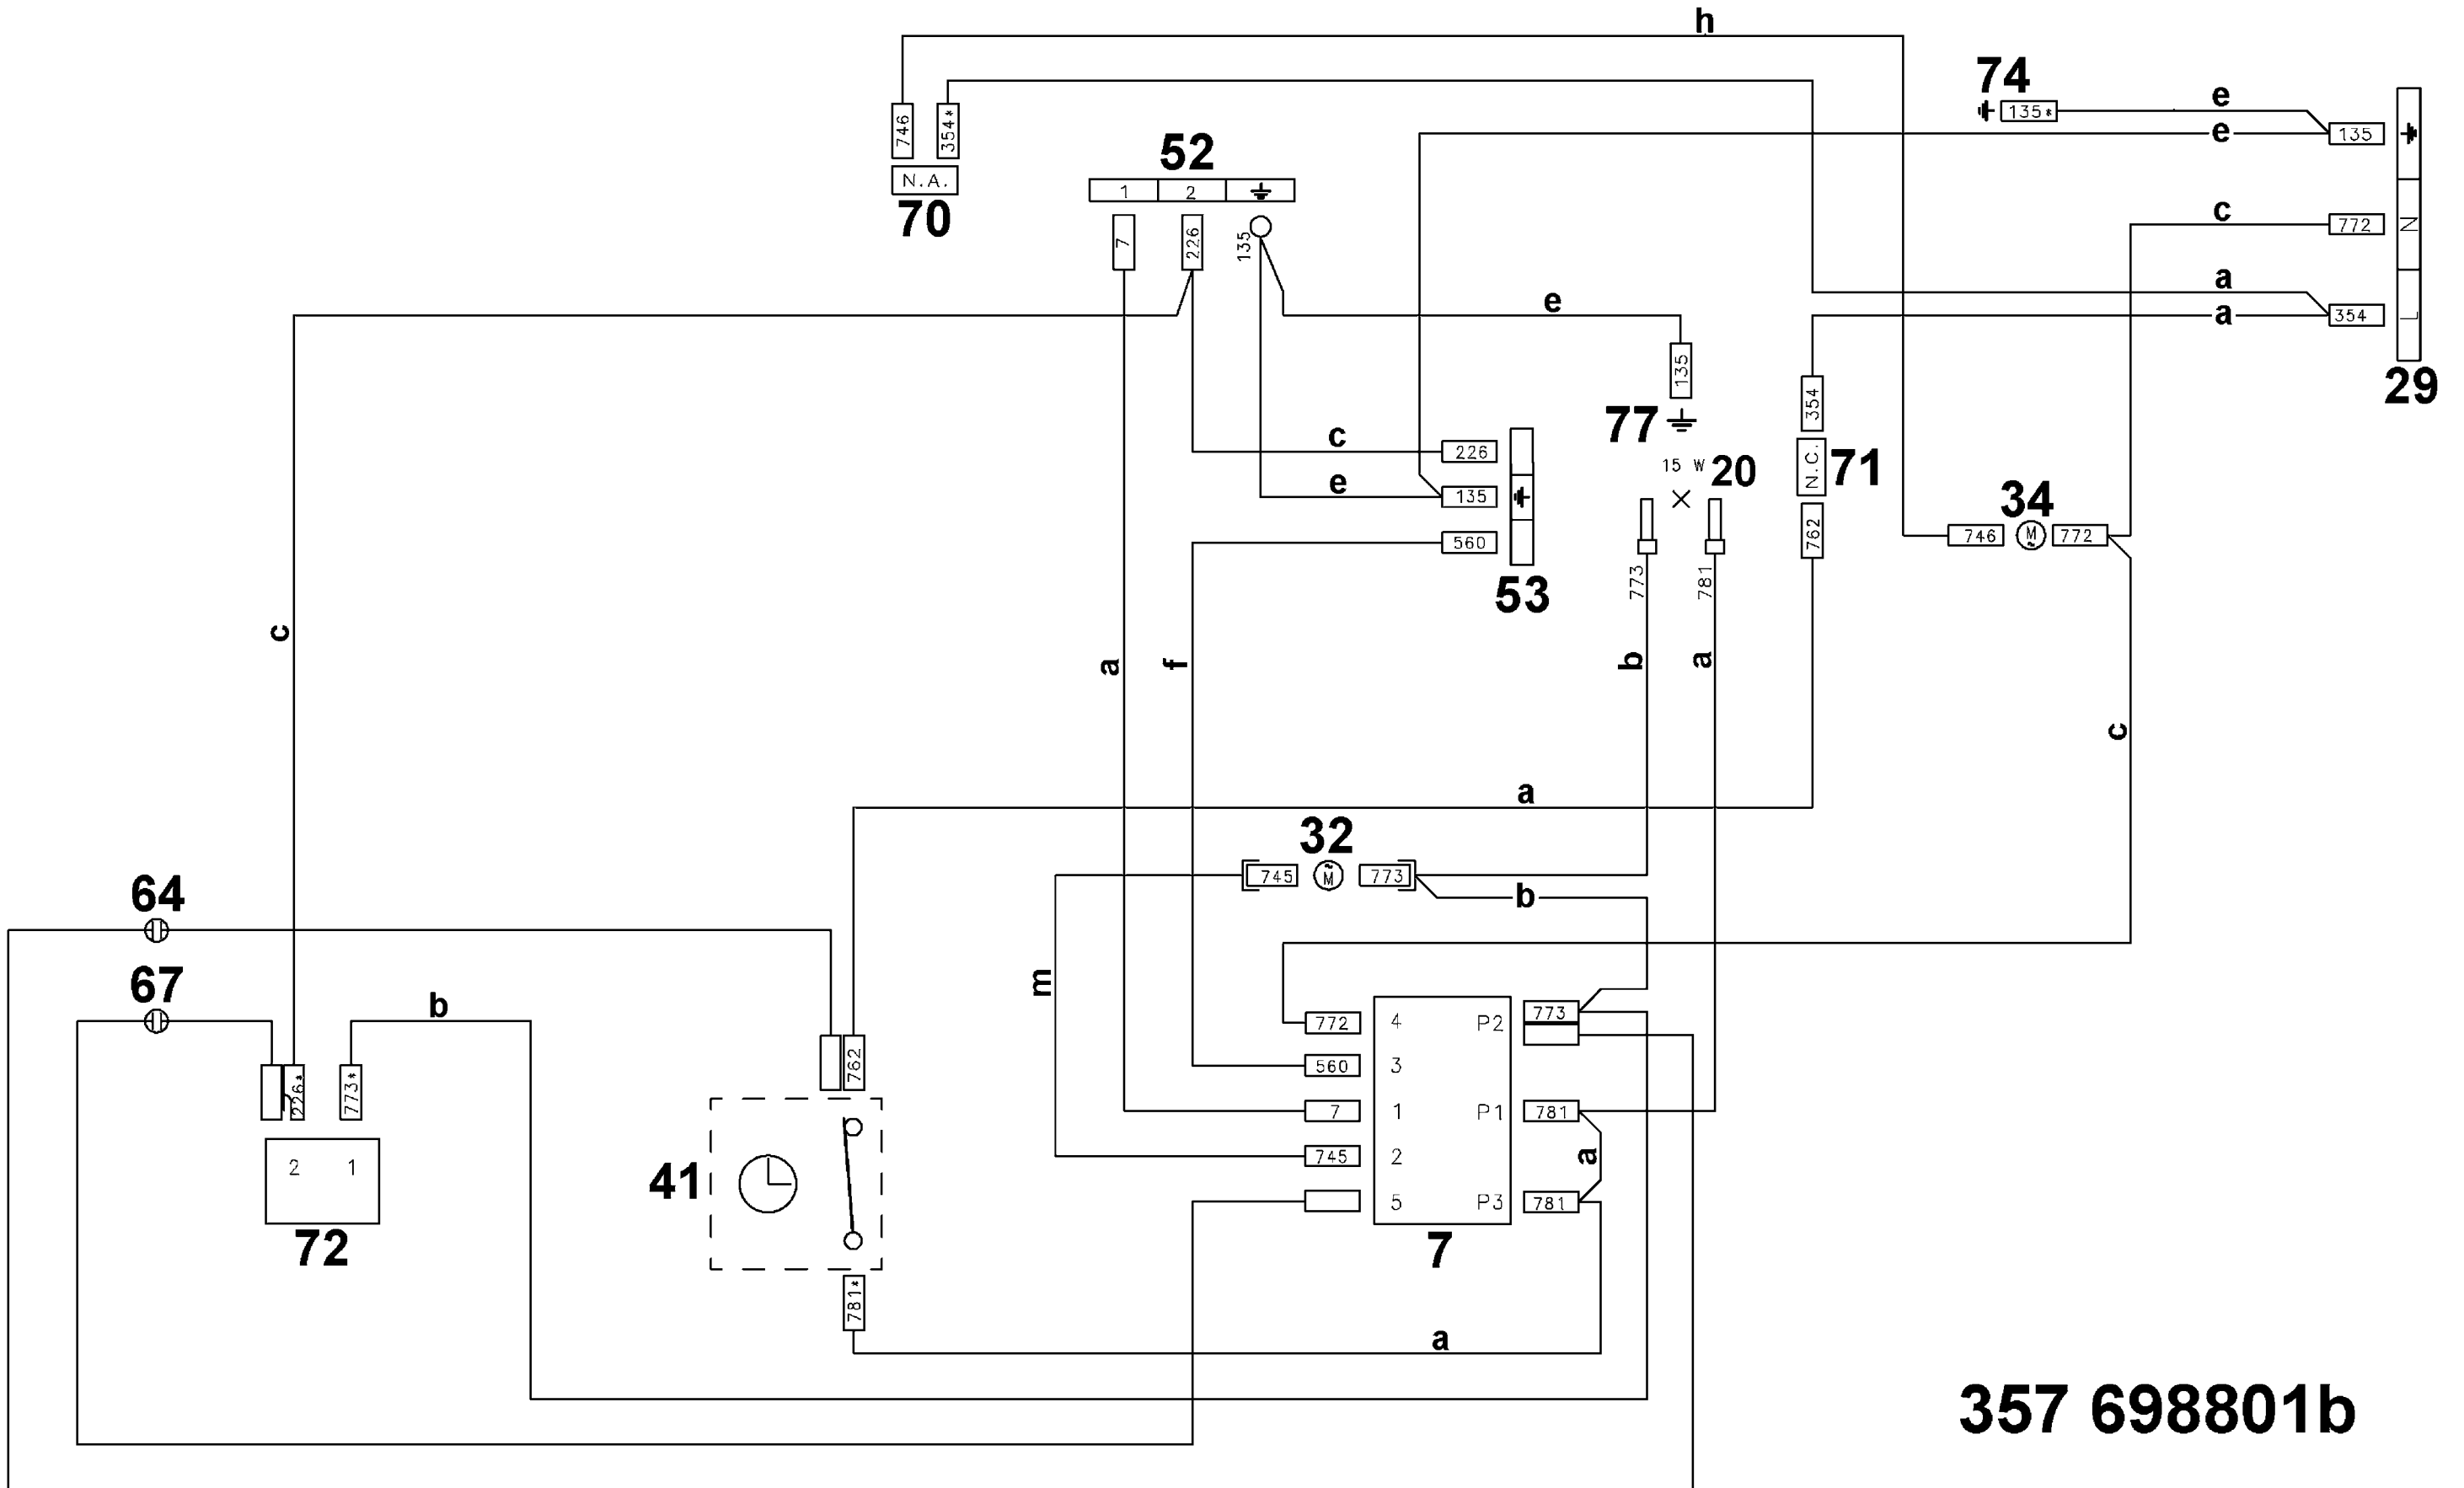 h
74
e
135*
746
354*
e
135
52
N.A.
1
2
70
c
772
N
7
226
135
a
e
a
354
L
135
354
29
77
c
226
15 W
20
N.C.
71
e
135
34
560
762
746
M
~
772
53
773
781
c
a
f
b
a
c
a
32
64
745
~
M
773
b
67
m
b
772
4
P2
773
762
560
3
226*
773*
7
1
P1
781
41
745
2
a
2
1
5
P3
781
72
7
781*
a
357 698801b